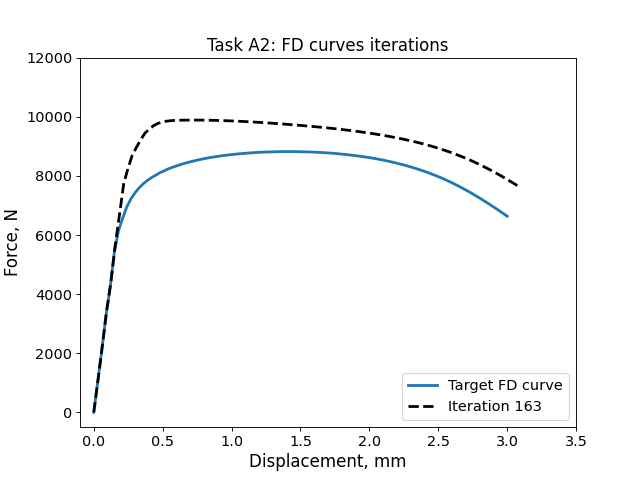 Task A2: FD curves iterations
12000
10000
8000
6000
4000
2000
0
Force, N
0.0 0.5 1.0 1.5 2.0 2.5 3.0 3.5
Displacement, mm
Target FD curve
Iteration 163